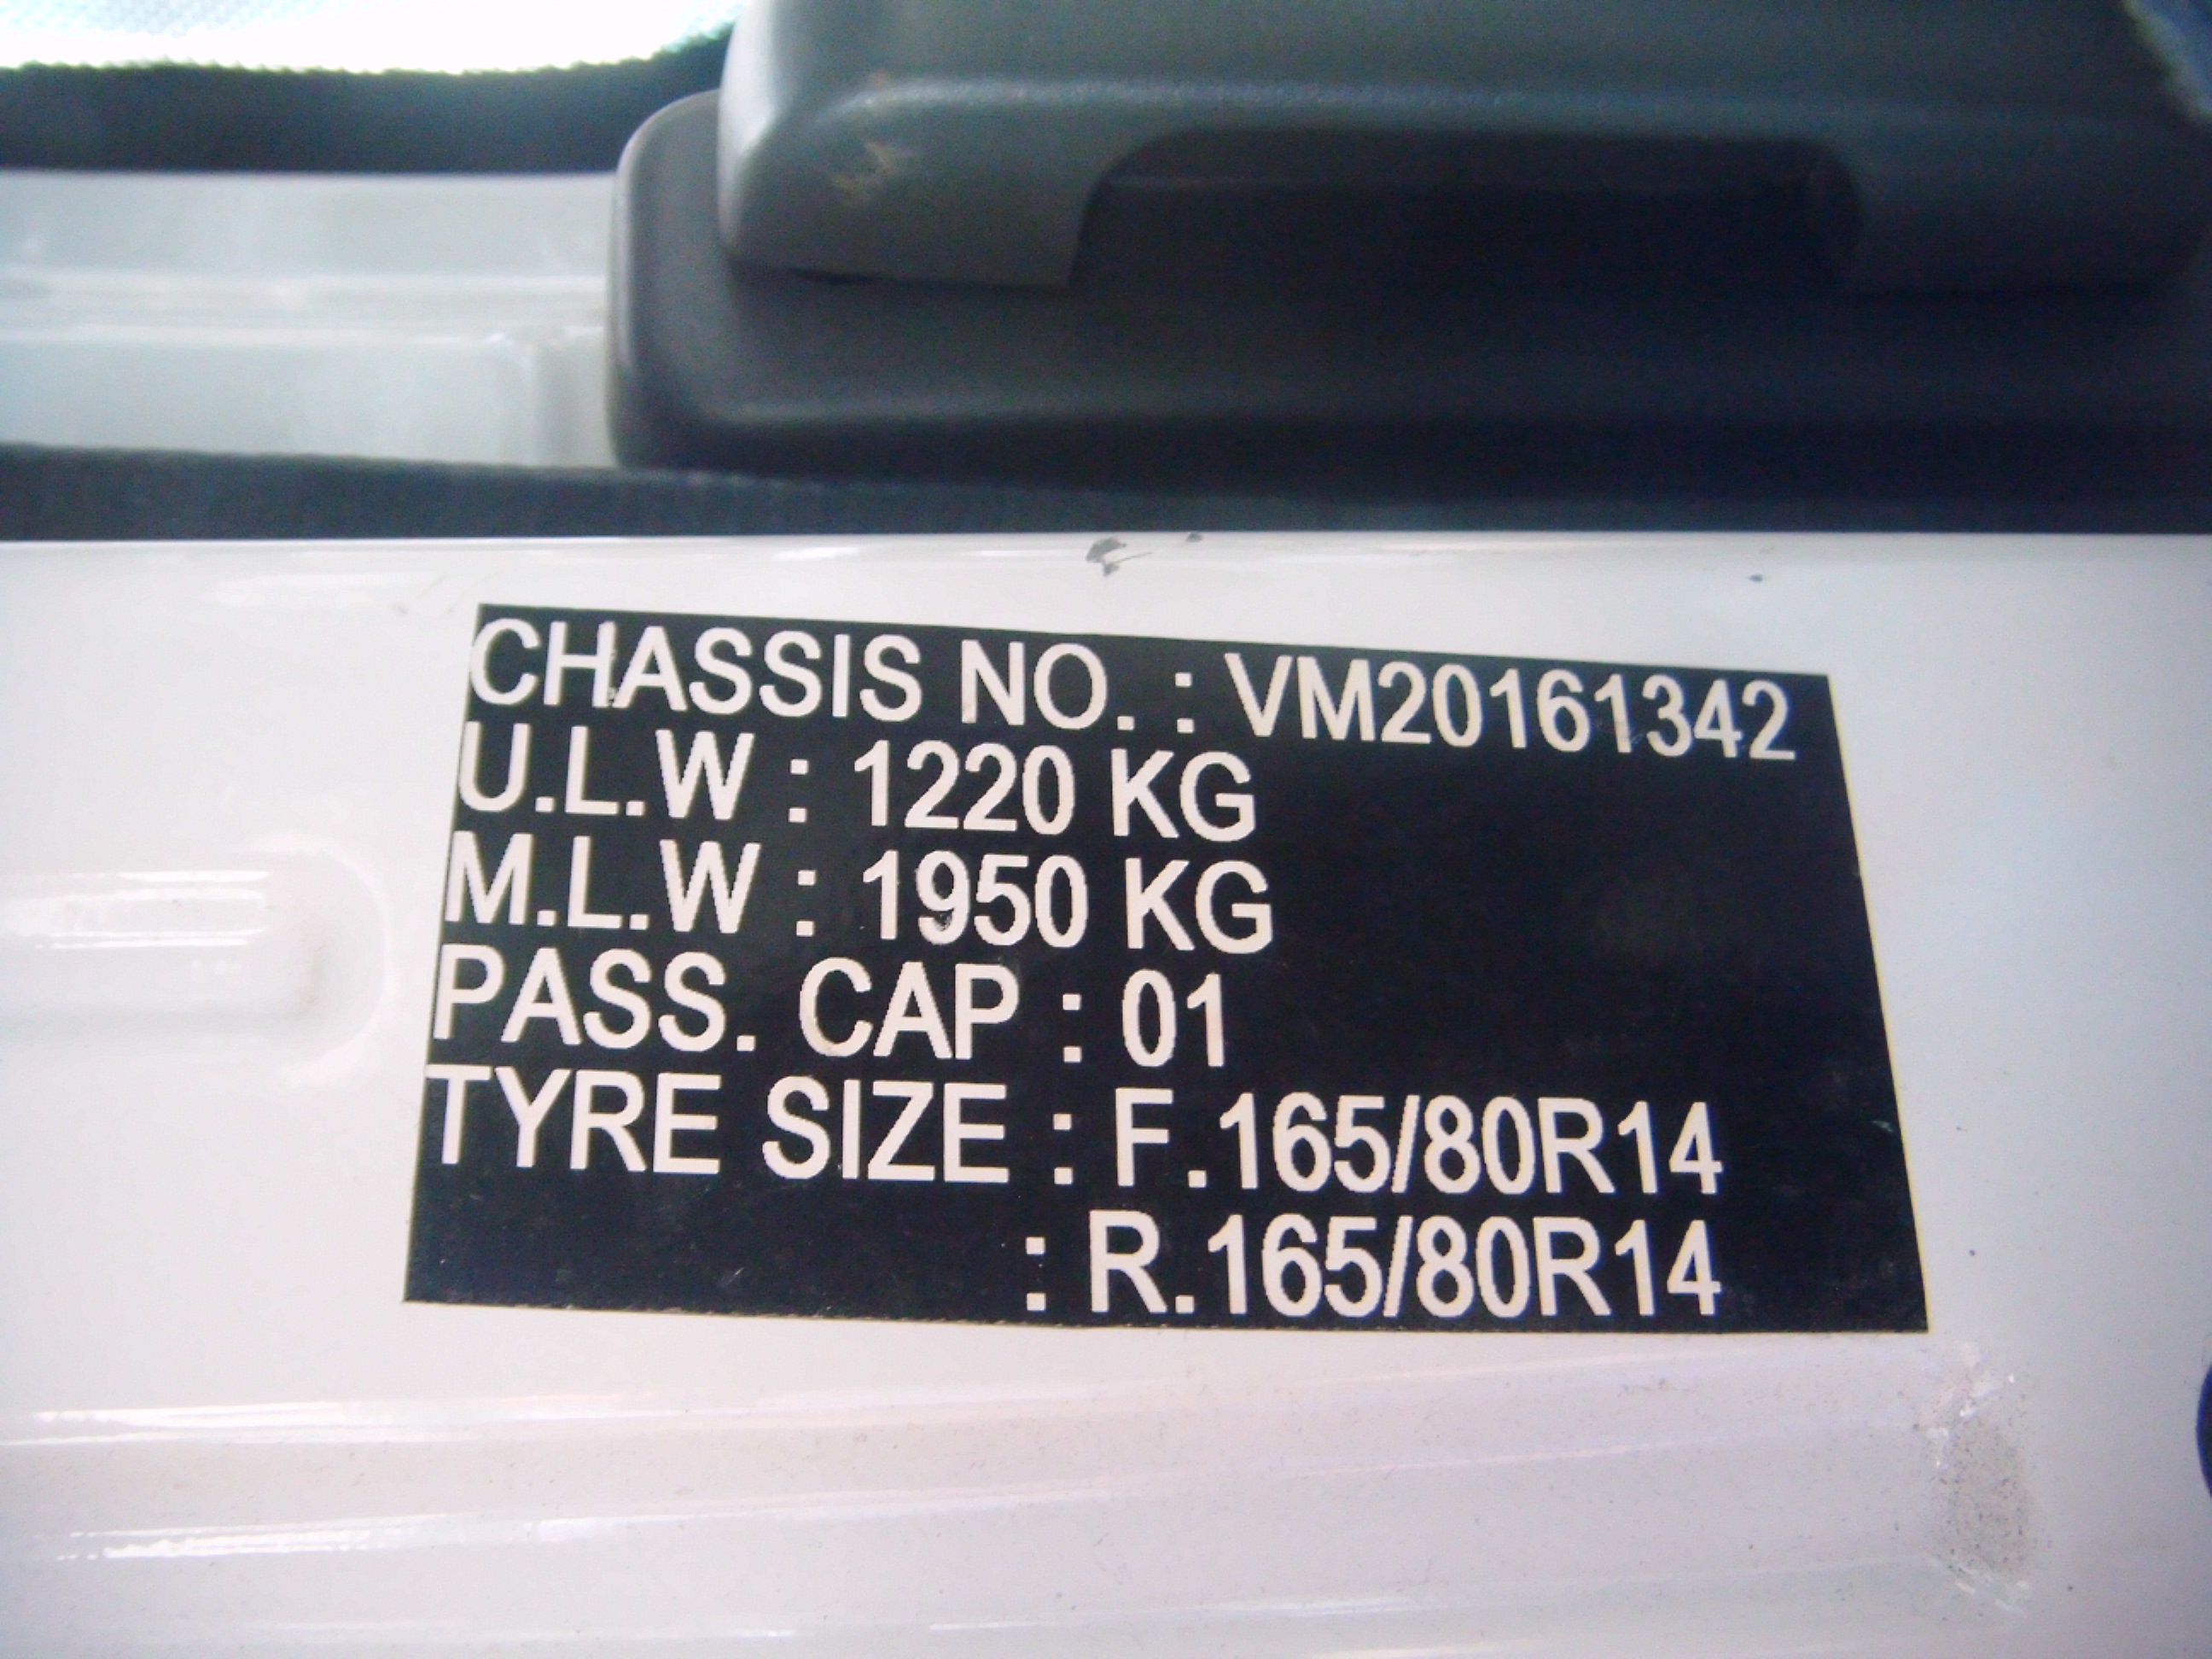 CHASSIS NO. : VM20161342
U.L.W : 1220 KG
M.L.W : 1950 KG
PASS. CAP : 01
TYRE SIZE : F.165/80R14
: R.165/80R14